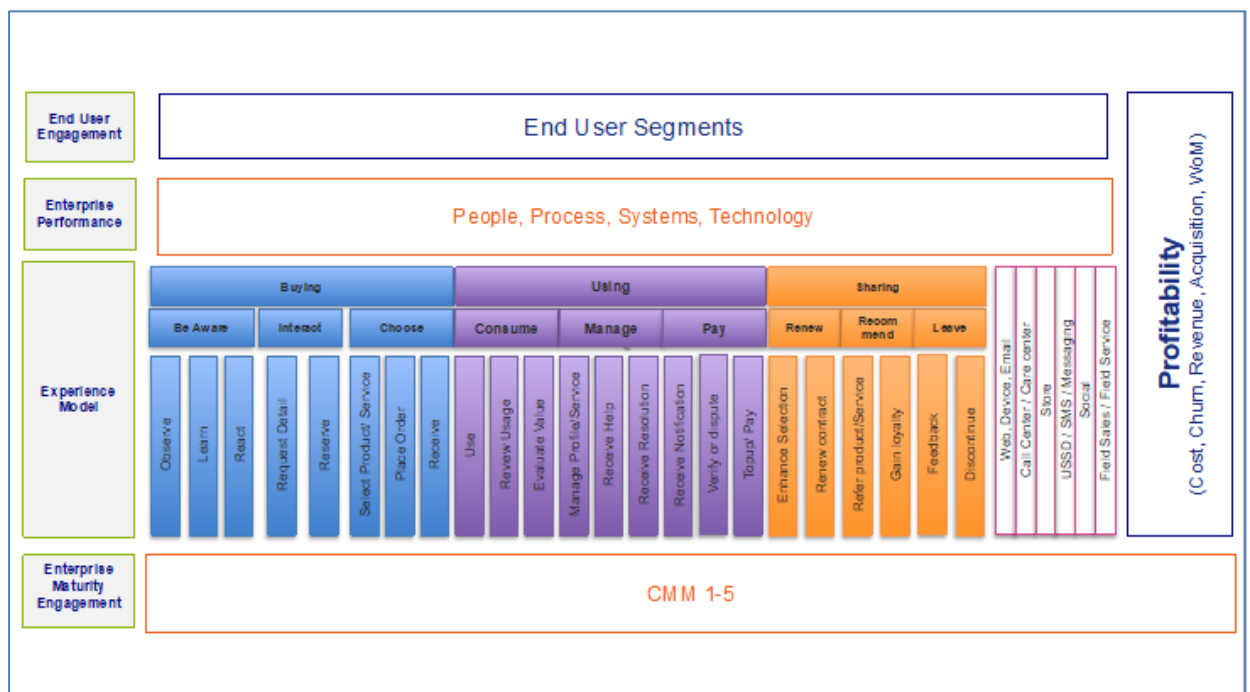 End User
Engagement
End User Segments
Enterprise
Performance
People, Process, Systems, Technology
Experience
Model
Buying
Using
Sharing
Be Aware
Interact
Choose
Consume
Manage
Pay
Renew
Recom
mend
Leave
Observe
Learn
React
Request Detail
Reserve
Select Product/ Service
Place Order
Receive
Use
Review Usage
Evaluate Value
Manage Profile/Service
Receive Help
Receive Resolution
Receive Notification
Verify or dispute
Topup/ Pay
Enhance Selection
Renew contract
Refer product/Service
Gain loyalty
Feedback
Discontinue
Web, Device, Email
Call Center / Care center
Store
USSD / SMS / Messaging
Social
Field Sales / Field Service
Profitability
(Cost, Churn, Revenue, Acquisition, WoM)
Enterprise
Maturity
Engagement
CMM 1-5